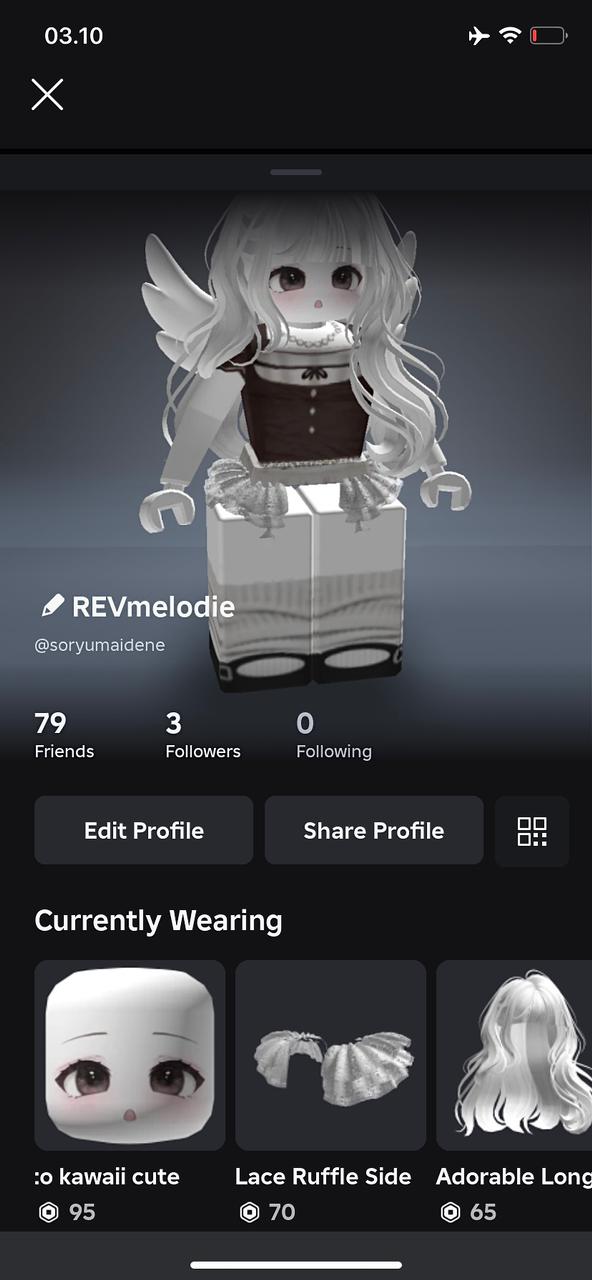 03.10
REVmelodie
@soryumaidene
79 3 0
Friends Followers Following
Edit Profile Share Profile
Currently Wearing
:o kawaii cute Lace Ruffle Side Adorable Long
95 70 65